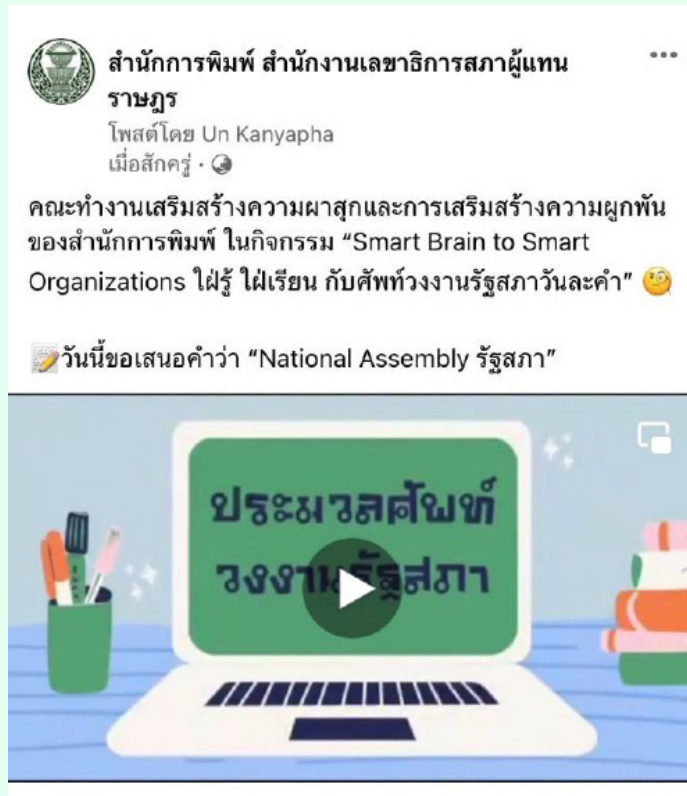 สำนักการพิมพ์ สำนักงานเลขาธิการสภาผู้แทน
ราษฎร
โพสต์โดย Un Kanyapha
เมื่อสักครู่ ·
คณะทำงานเสริมสร้างความผาสุกและการเสริมสร้างความผูกพัน
ของสำนักการพิมพ์ ในกิจกรรม “Smart Brain to Smart
Organizations ใฝ่รู้ ใฝ่เรียน กับศัพท์วงงานรัฐสภาวันละคำ” 🧐
📝วันนี้ขอเสนอคำว่า “National Assembly รัฐสภา”
ประมวลศัพท์
วงงานรัฐสภา